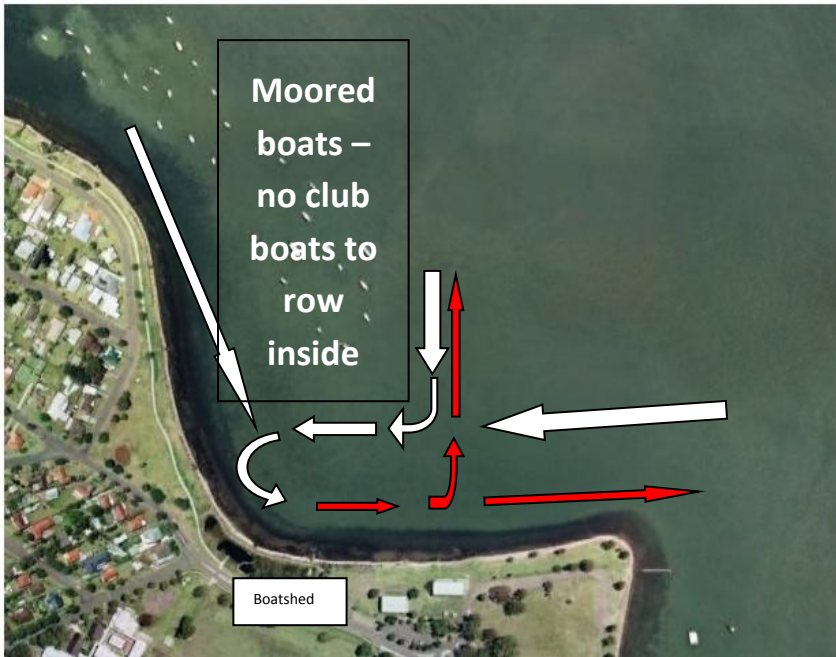 Moored
boats –
no club
boats to
row
inside
Boatshed